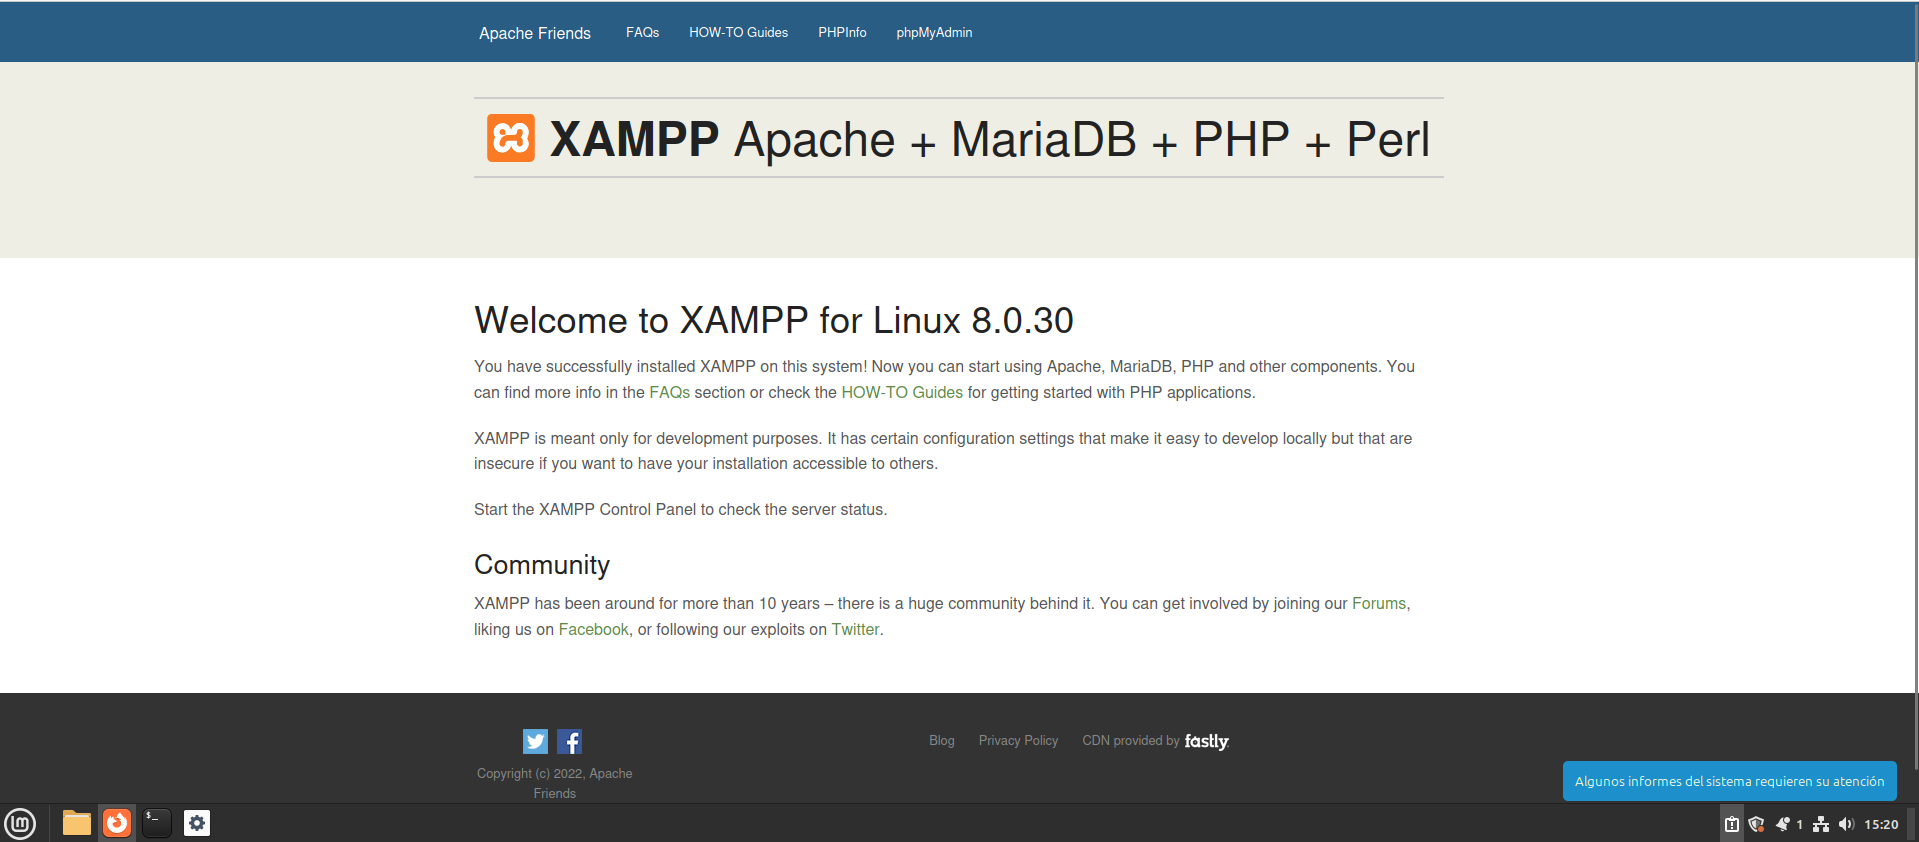 Apache Friends FAQs HOW-TO Guides PHPInfo phpMyAdmin
XAMPP Apache + MariaDB + PHP + Perl
Welcome to XAMPP for Linux 8.0.30
You have successfully installed XAMPP on this system! Now you can start using Apache, MariaDB, PHP and other components. You
can find more info in the FAQs section or check the HOW-TO Guides for getting started with PHP applications.
XAMPP is meant only for development purposes. It has certain configuration settings that make it easy to develop locally but that are
insecure if you want to have your installation accessible to others.
Start the XAMPP Control Panel to check the server status.
Community
XAMPP has been around for more than 10 years – there is a huge community behind it. You can get involved by joining our Forums,
liking us on Facebook, or following our exploits on Twitter.
Blog Privacy Policy CDN provided by fastly
Copyright (c) 2022, Apache
Friends
Algunos informes del sistema requieren su atención
$_
1 15:20